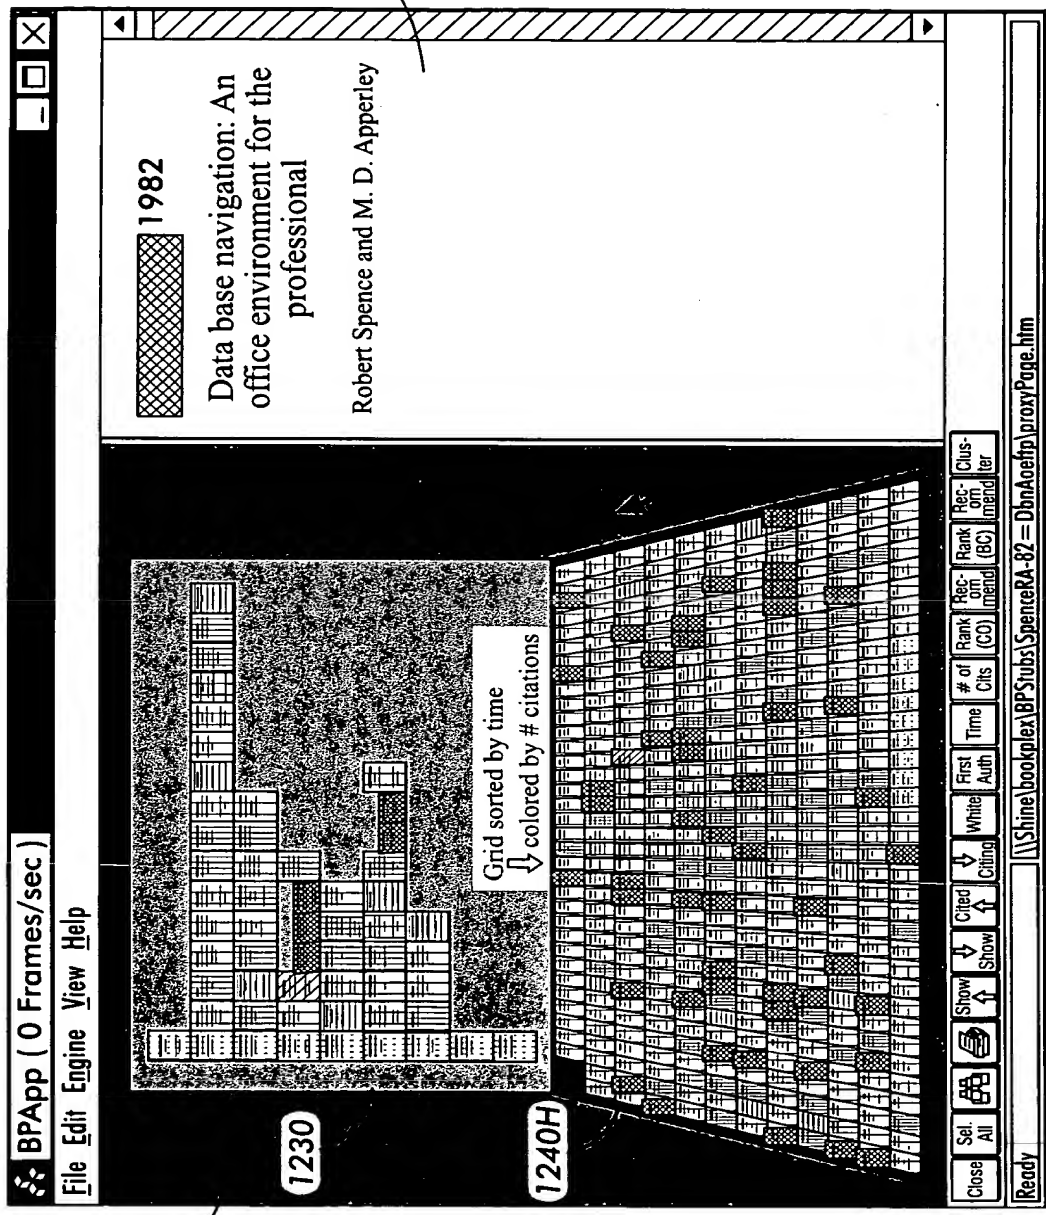 BPApp ( 0 Frames/sec )
File Edit Engine View Help
1982
Data base navigation: An
office environment for the
professional
Robert Spence and M. D. Apperley
1230
Grid sorted by time
⇩ colored by # citations
1240H
Close
Sel.
All
Show
⇧
⇩
Show
Cited
⇧
⇩
Citing
White
First
Auth
Time
# of
Cits
Rank
(CO)
Rec-
om
mend
Rank
(BC)
Rec-
om
mend
Clus-
ter
Ready
\\Shine\bookplex\BPStubs\SpenceRA-82 = DbnAoeftp\proxyPage.htm